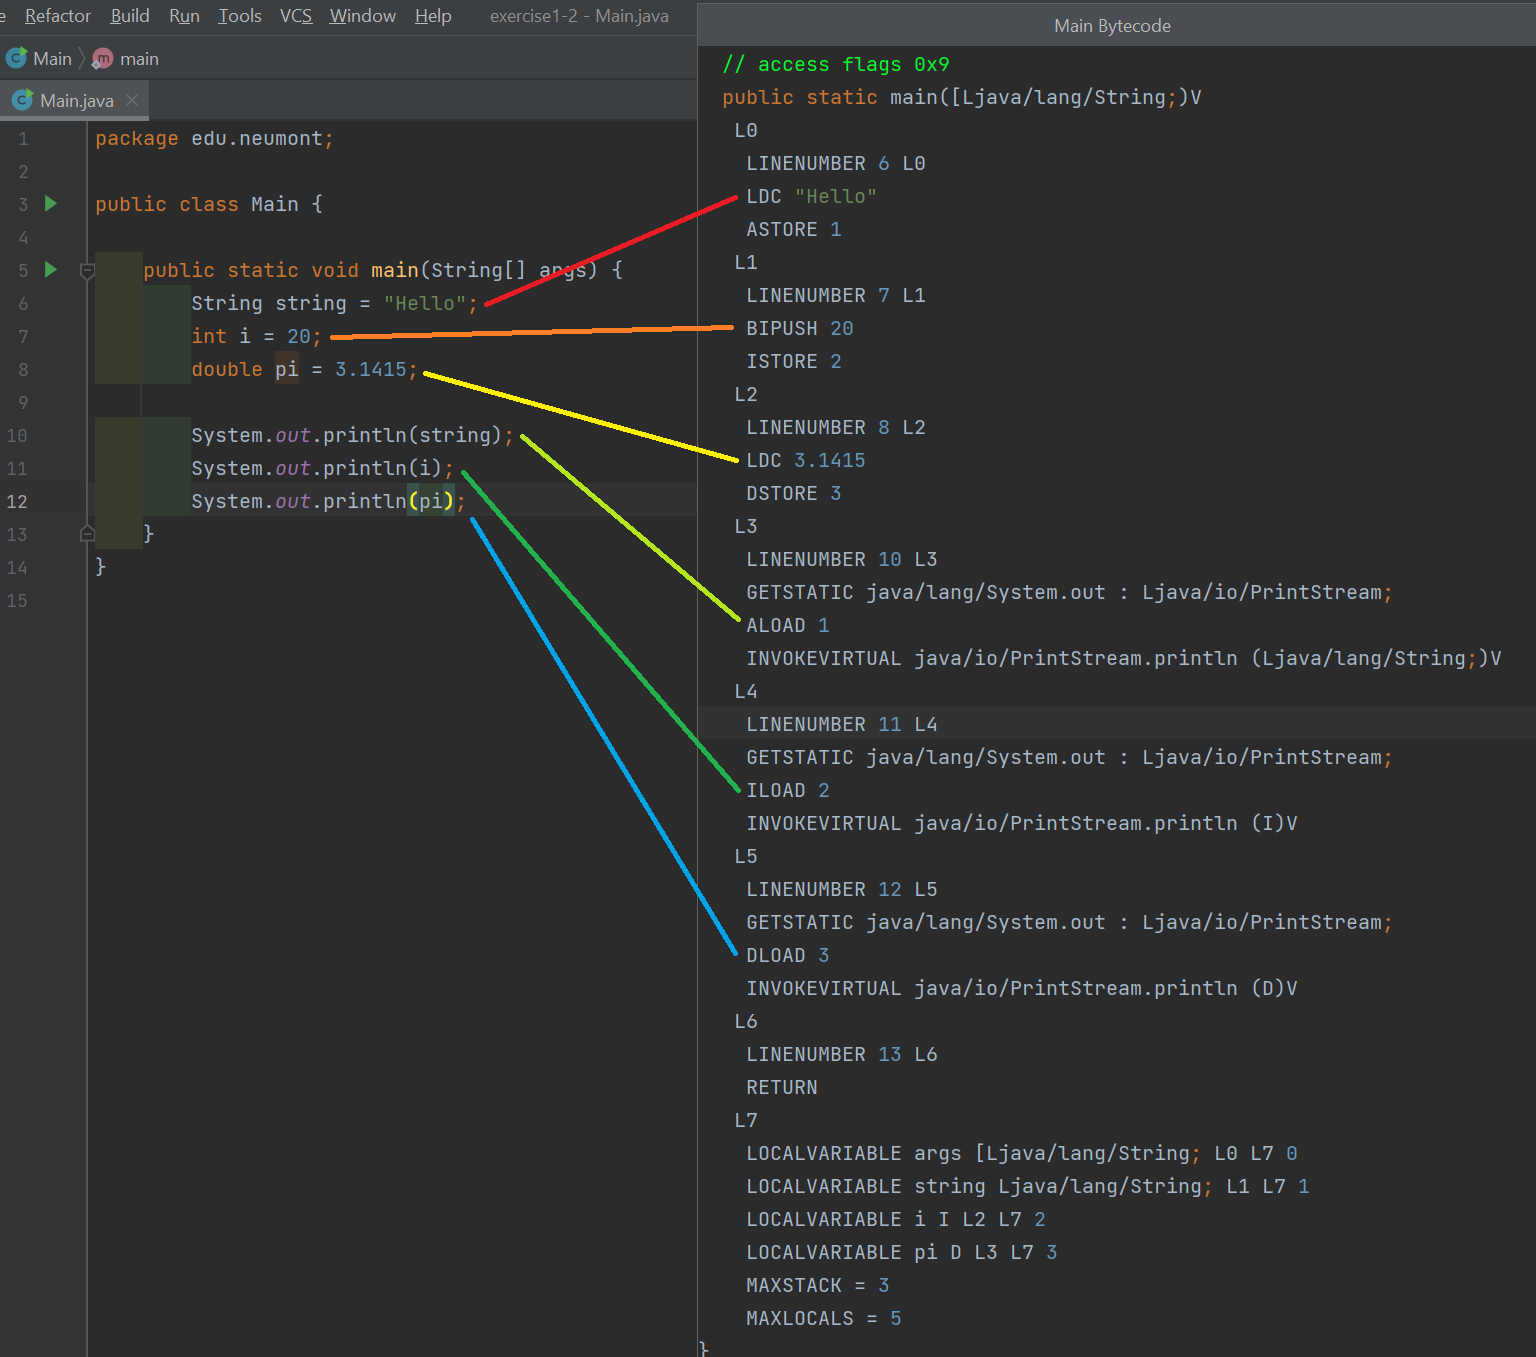 e Refactor Build Run Tools VCS Window Help exercise1-2 - Main.java
Main main
Main.java
1 package edu.neumont;
2
3 public class Main {
4
5 public static void main(String[] args) {
6 String string = "Hello";
7 int i = 20;
8 double pi = 3.1415;
9
10 System.out.println(string);
11 System.out.println(i);
12 System.out.println(pi);
13 }
14 }
15
Main Bytecode
// access flags 0x9
public static main([Ljava/lang/String;)V
L0
LINENUMBER 6 L0
LDC "Hello"
ASTORE 1
L1
LINENUMBER 7 L1
BIPUSH 20
ISTORE 2
L2
LINENUMBER 8 L2
LDC 3.1415
DSTORE 3
L3
LINENUMBER 10 L3
GETSTATIC java/lang/System.out : Ljava/io/PrintStream;
ALOAD 1
INVOKEVIRTUAL java/io/PrintStream.println (Ljava/lang/String;)V
L4
LINENUMBER 11 L4
GETSTATIC java/lang/System.out : Ljava/io/PrintStream;
ILOAD 2
INVOKEVIRTUAL java/io/PrintStream.println (I)V
L5
LINENUMBER 12 L5
GETSTATIC java/lang/System.out : Ljava/io/PrintStream;
DLOAD 3
INVOKEVIRTUAL java/io/PrintStream.println (D)V
L6
LINENUMBER 13 L6
RETURN
L7
LOCALVARIABLE args [Ljava/lang/String; L0 L7 0
LOCALVARIABLE string Ljava/lang/String; L1 L7 1
LOCALVARIABLE i I L2 L7 2
LOCALVARIABLE pi D L3 L7 3
MAXSTACK = 3
MAXLOCALS = 5
}